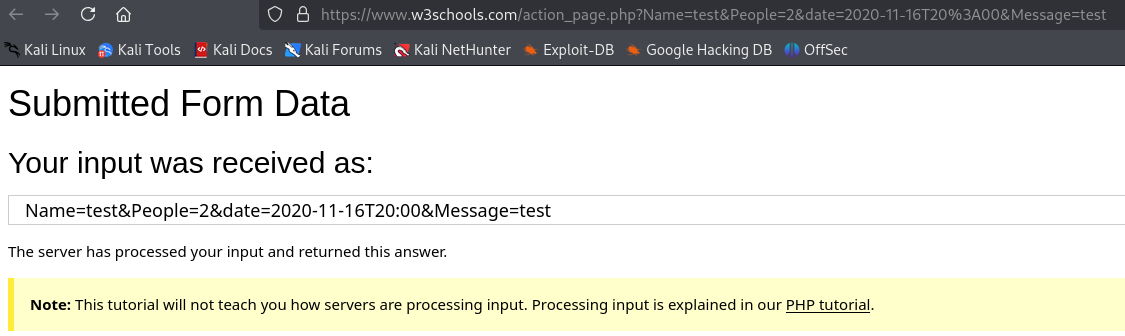 https://www.w3schools.com/action_page.php?Name=test&People=2&date=2020-11-16T20%3A00&Message=test
Kali Linux Kali Tools Kali Docs Kali Forums Kali NetHunter Exploit-DB Google Hacking DB OffSec
Submitted Form Data
Your input was received as:
Name=test&People=2&date=2020-11-16T20:00&Message=test
The server has processed your input and returned this answer.
Note: This tutorial will not teach you how servers are processing input. Processing input is explained in our PHP tutorial.